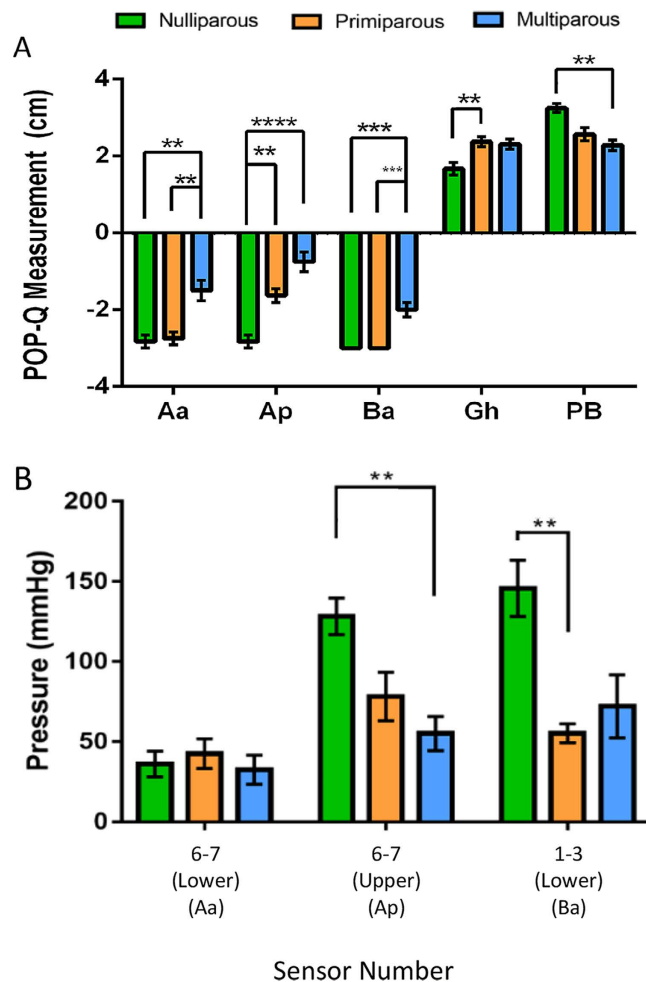 Nulliparous Primiparous Multiparous
A
POP-Q Measurement (cm)
4
2
0
-2
-4
** ** **** ** *** *** ** **
Aa Ap Ba Gh PB
B
Pressure (mmHg)
200
150
100
50
0
** **
6-7 6-7 1-3
(Lower) (Upper) (Lower)
(Aa) (Ap) (Ba)
Sensor Number